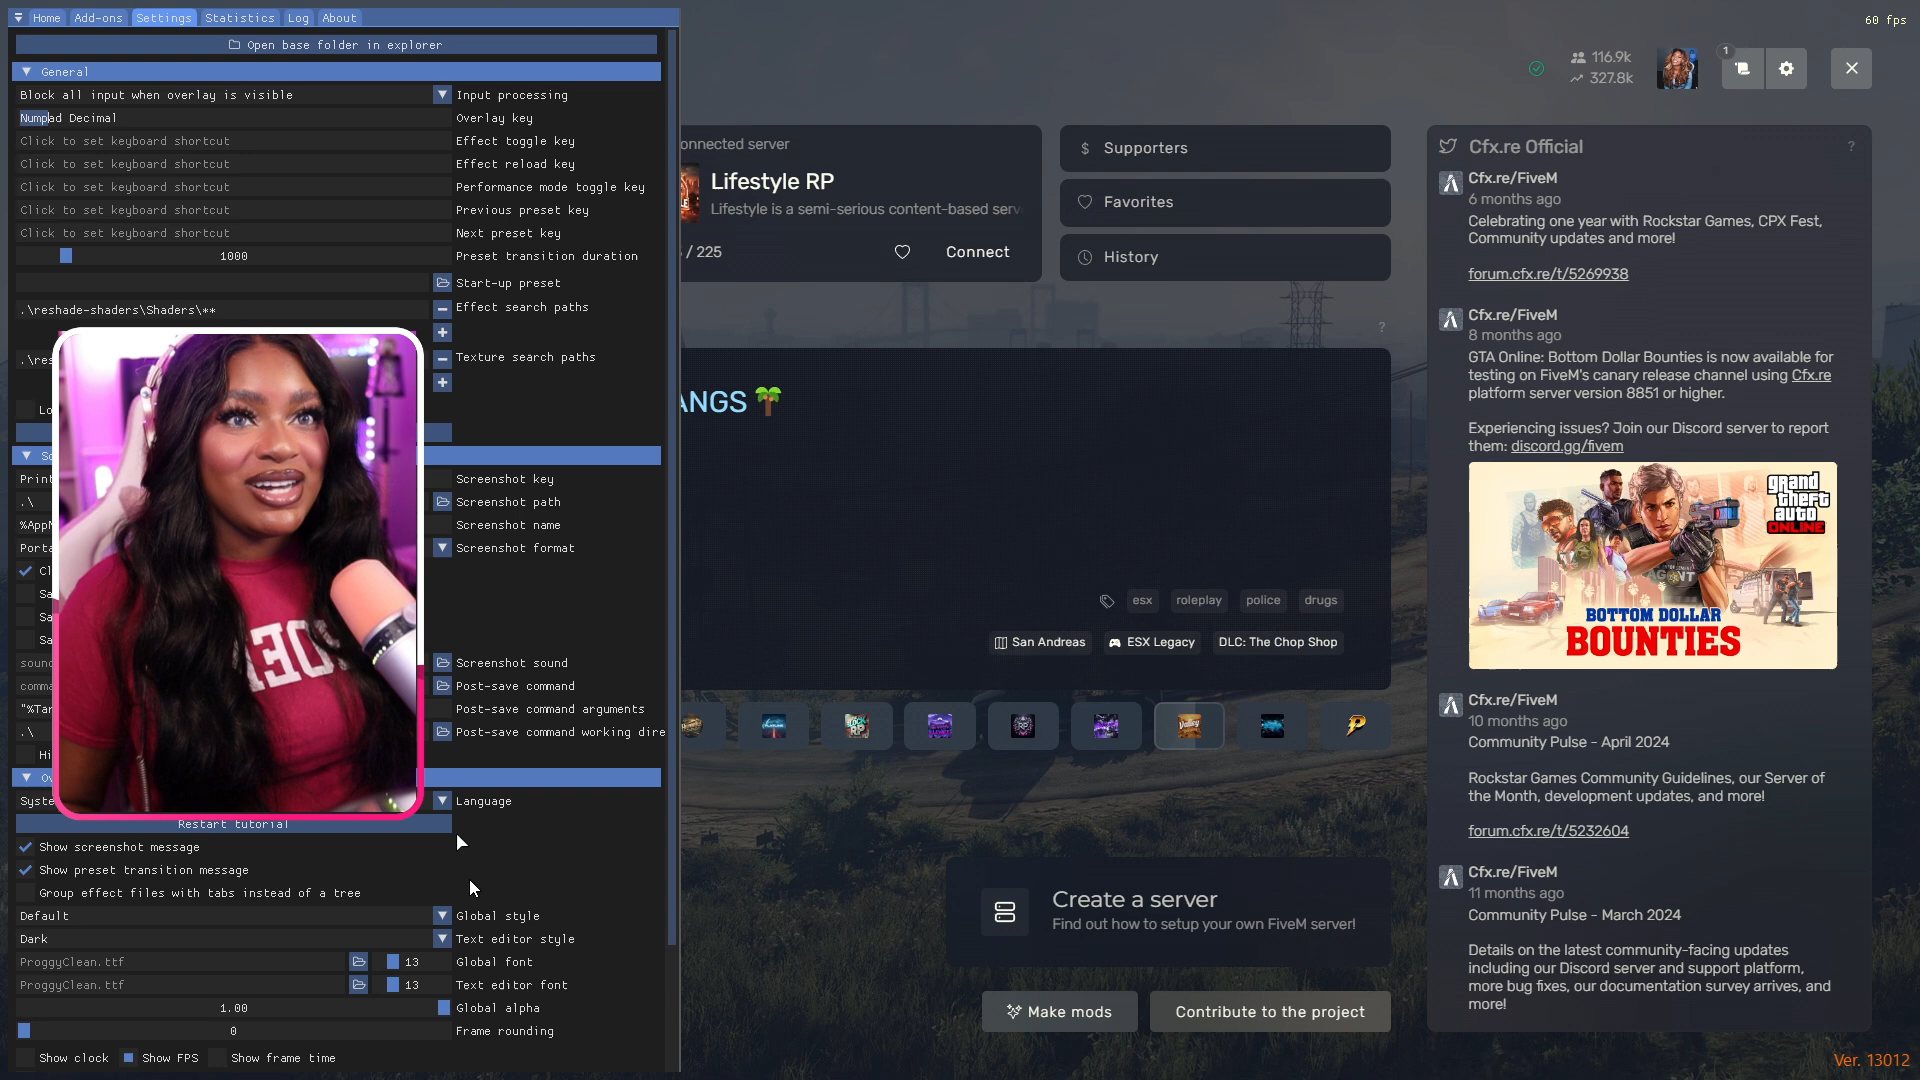 Home Add-ons Settings Statistics Log About
Open base folder in explorer
General
Block all input when overlay is visible Input processing
Numpad Decimal Overlay key
Click to set keyboard shortcut Effect toggle key
Click to set keyboard shortcut Effect reload key
Click to set keyboard shortcut Performance mode toggle key
Click to set keyboard shortcut Previous preset key
Click to set keyboard shortcut Next preset key
1000 Preset transition duration
Start-up preset
.\reshade-shaders\Shaders\** Effect search paths
.\res Texture search paths
Lo
Print Screenshot key
.\ Screenshot path
%AppN Screenshot name
Porta Screenshot format
Cl
Sa
Sa
Sa
sound Screenshot sound
comma Post-save command
"%Tar Post-save command arguments
.\ Post-save command working dire
Hi
Ov
Syste Language
Restart tutorial
Show screenshot message
Show preset transition message
Group effect files with tabs instead of a tree
Default Global style
Dark Text editor style
ProggyClean.ttf 13 Global font
ProggyClean.ttf 13 Text editor font
1.00 Global alpha
0 Frame rounding
Show clock Show FPS Show frame time
onnected server
Lifestyle RP
Lifestyle is a semi-serious content-based serv
/ 225
Connect
Supporters
Favorites
History
?
ANGS
esx roleplay police drugs
San Andreas ESX Legacy DLC: The Chop Shop
Create a server
Find out how to setup your own FiveM server!
Make mods
Contribute to the project
60 fps
116.9k
327.8k
1
Cfx.re Official ?
Cfx.re/FiveM
6 months ago
Celebrating one year with Rockstar Games, CPX Fest,
Community updates and more!
forum.cfx.re/t/5269938
Cfx.re/FiveM
8 months ago
GTA Online: Bottom Dollar Bounties is now available for
testing on FiveM's canary release channel using Cfx.re
platform server version 8851 or higher.
Experiencing issues? Join our Discord server to report
them: discord.gg/fivem
grand
theft
auto
ONLINE
AGENT
BOTTOM DOLLAR
BOUNTIES
Cfx.re/FiveM
10 months ago
Community Pulse - April 2024
Rockstar Games Community Guidelines, our Server of
the Month, development updates, and more!
forum.cfx.re/t/5232604
Cfx.re/FiveM
11 months ago
Community Pulse - March 2024
Details on the latest community-facing updates
including our Discord server and support platform,
more bug fixes, our documentation survey arrives, and
more!
Ver. 13012